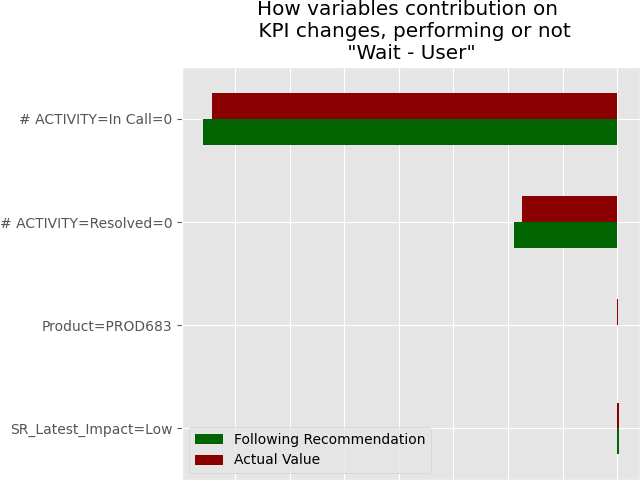 How variables contribution on
KPI changes, performing or not
"Wait - User"
# ACTIVITY=In Call=0
# ACTIVITY=Resolved=0
Product=PROD683
SR_Latest_Impact=Low
Following Recommendation
Actual Value